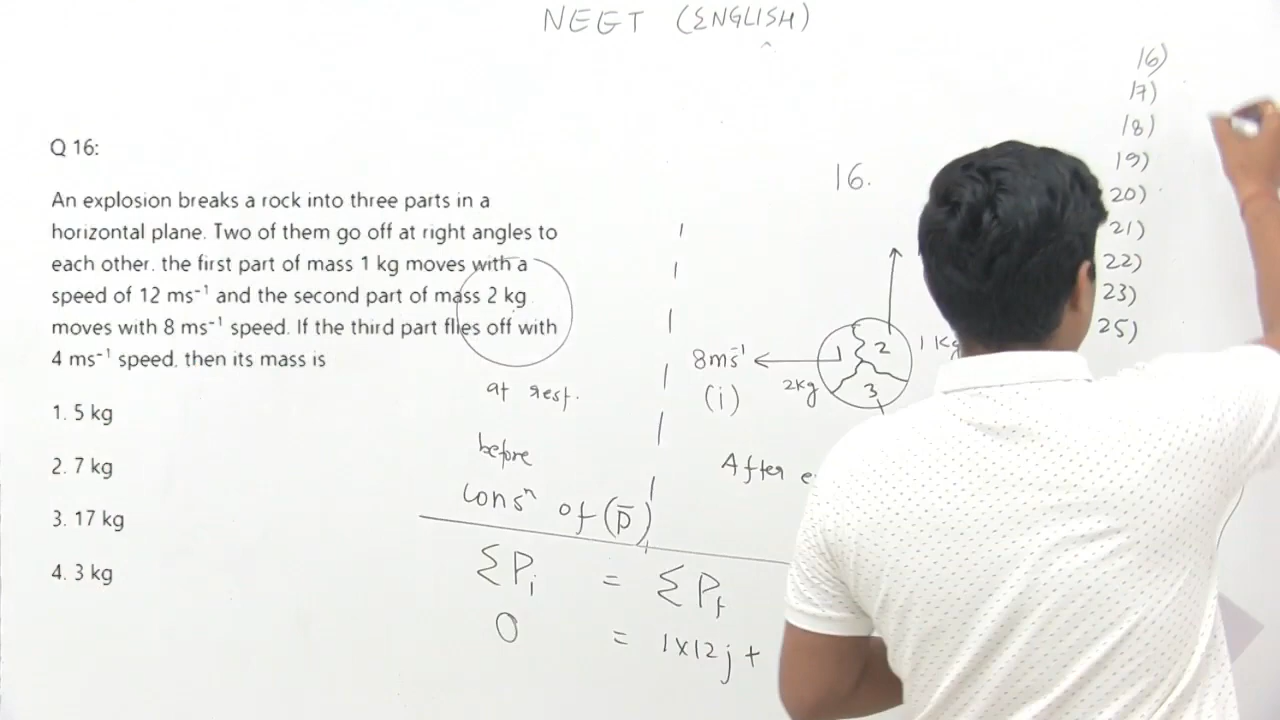 NEET (ENGLISH)
Q 16:
An explosion breaks a rock into three parts in a
horizontal plane. Two of them go off at right angles to
each other. the first part of mass 1 kg moves with a
speed of 12 ms⁻¹ and the second part of mass 2 kg
moves with 8 ms⁻¹ speed. If the third part flies off with
4 ms⁻¹ speed. then its mass is
1. 5 kg
2. 7 kg
3. 17 kg
4. 3 kg
at rest.
before
consⁿ of (p̅)
ΣPᵢ = ΣP_f
0 = 1×12j +
16.
8ms⁻¹
(i)
1
2
3
2kg
1 Kg
After
16)
17)
18)
19)
20)
21)
22)
23)
25)